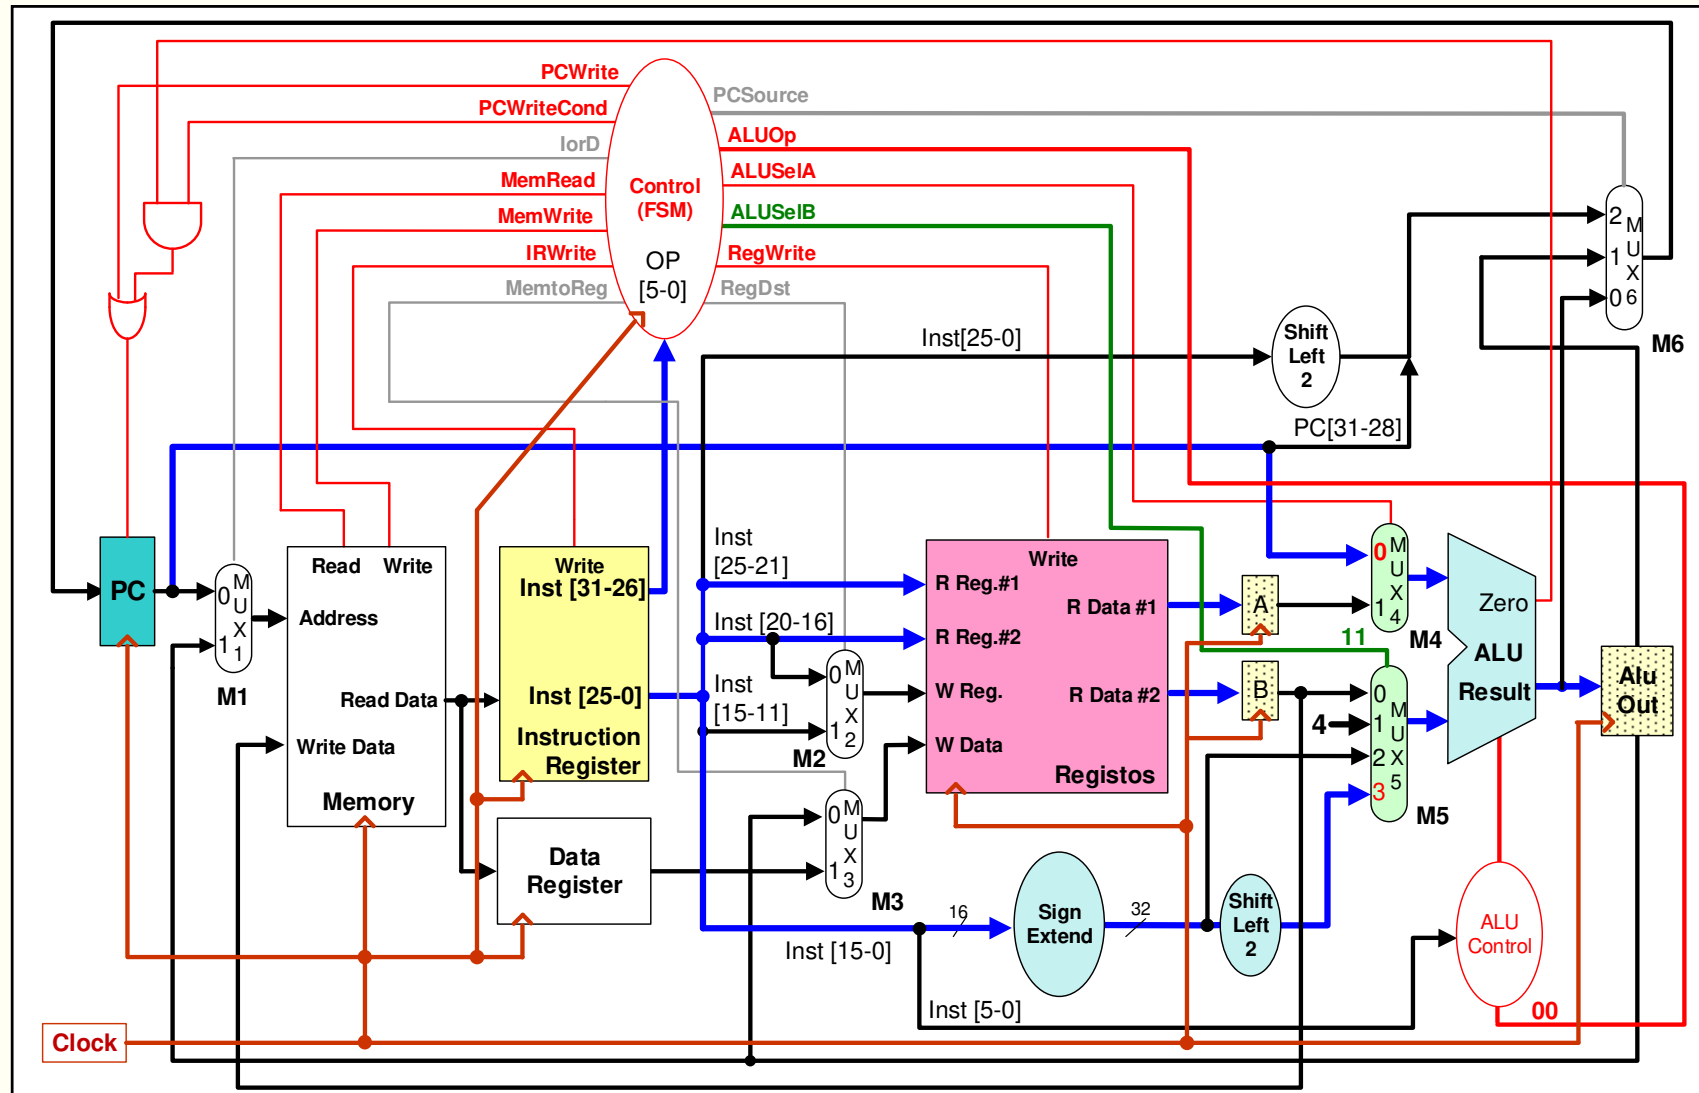 PCWrite
PCWriteCond
IorD
MemRead
MemWrite
IRWrite
MemtoReg
Control
(FSM)
OP
[5-0]
PCSource
ALUOp
ALUSelA
ALUSelB
RegWrite
RegDst
Inst[25-0]
Shift
Left
2
PC[31-28]
2
1
0
M
U
X
6
M6
PC
0
1
M
U
X
1
M1
Read Write
Address
Read Data
Write Data
Memory
Write
Inst [31-26]
Inst [25-0]
Instruction
Register
Data
Register
Inst
[25-21]
Inst [20-16]
Inst
[15-11]
0
1
M
U
X
2
M2
0
1
M
U
X
3
M3
Write
R Reg.#1
R Reg.#2
W Reg.
W Data
R Data #1
R Data #2
Registos
A
B
0
1
M
U
X
4
M4
11
4
0
1
2
3
M
U
X
5
M5
Zero
ALU
Result
Alu
Out
Inst [15-0]
16
Sign
Extend
32
Shift
Left
2
Inst [5-0]
ALU
Control
00
Clock